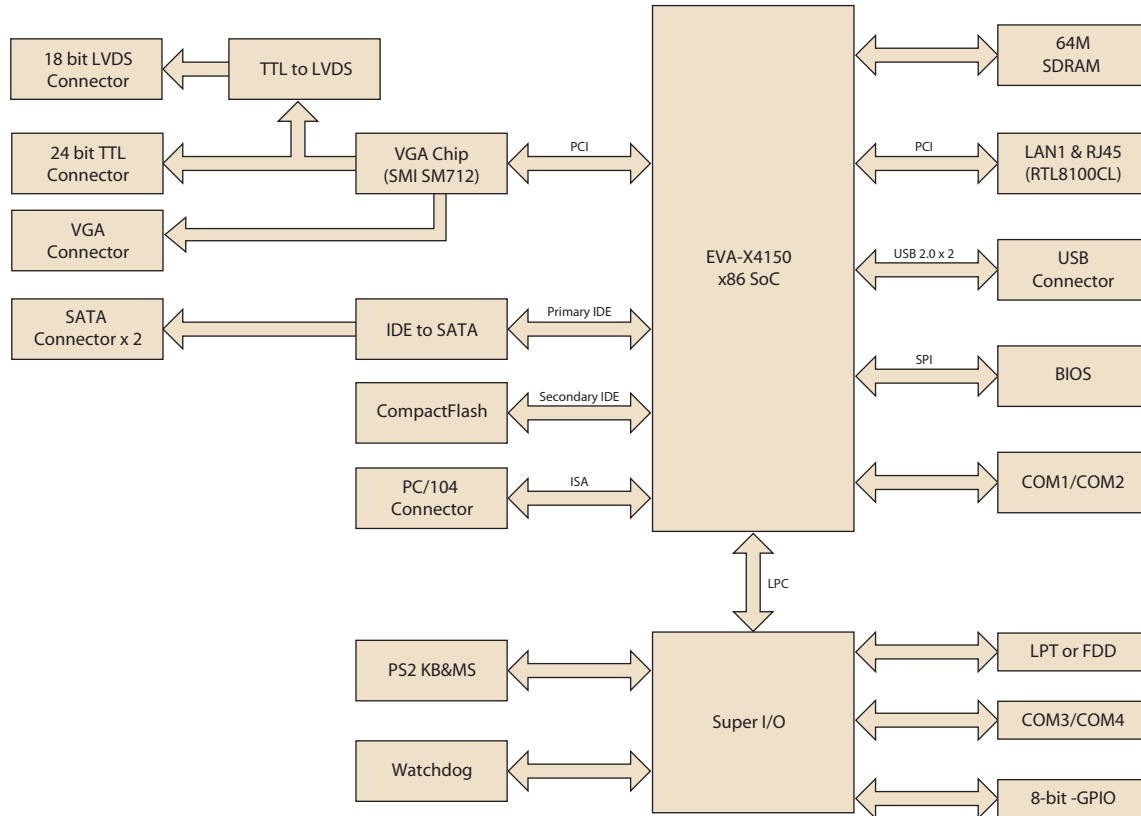 18 bit LVDS
Connector
TTL to LVDS
64M
SDRAM
24 bit TTL
Connector
VGA Chip
(SMI SM712)
PCI
EVA-X4150
x86 SoC
PCI
LAN1 & RJ45
(RTL8100CL)
VGA
Connector
USB 2.0 x 2
USB
Connector
SATA
Connector x 2
IDE to SATA
Primary IDE
SPI
BIOS
CompactFlash
Secondary IDE
PC/104
Connector
ISA
COM1/COM2
LPC
PS2 KB&MS
Super I/O
LPT or FDD
COM3/COM4
Watchdog
8-bit -GPIO